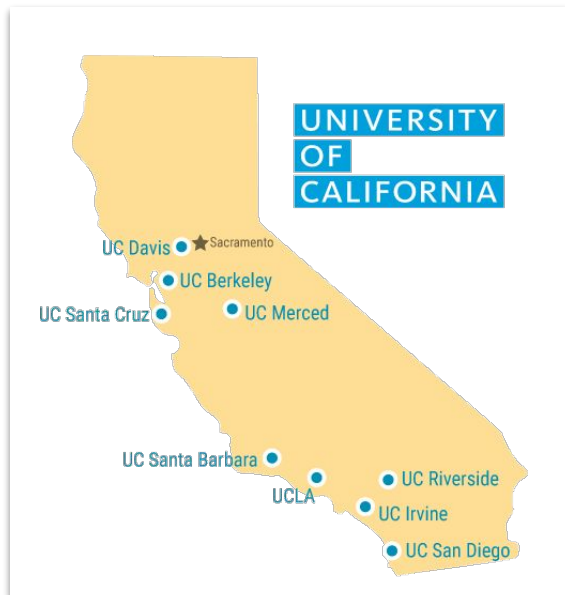 UNIVERSITY
OF
CALIFORNIA
UC Davis
Sacramento
UC Berkeley
UC Santa Cruz
UC Merced
UC Santa Barbara
UCLA
UC Riverside
UC Irvine
UC San Diego